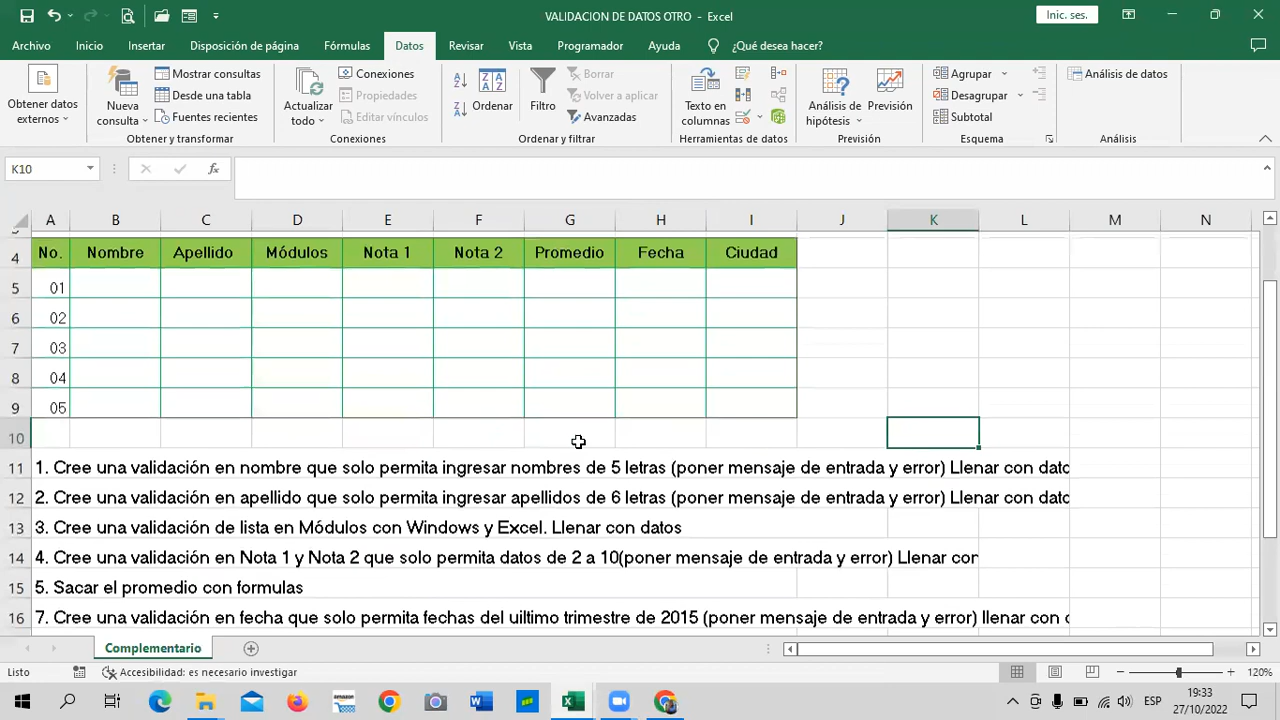 VALIDACION DE DATOS OTRO - Excel
Inic. ses.
Archivo Inicio Insertar Disposición de página Fórmulas Datos Revisar Vista Programador Ayuda ¿Qué desea hacer?
Obtener datos externos
Nueva consulta
Mostrar consultas
Desde una tabla
Fuentes recientes
Obtener y transformar
Actualizar todo
Conexiones
Propiedades
Editar vínculos
Conexiones
Ordenar
Filtro
Borrar
Volver a aplicar
Avanzadas
Ordenar y filtrar
Texto en columnas
Herramientas de datos
Análisis de hipótesis
Previsión
Previsión
Agrupar
Desagrupar
Subtotal
Esquema
Análisis de datos
Análisis
K10 fx
A B C D E F G H I J K L M N
4 No. Nombre Apellido Módulos Nota 1 Nota 2 Promedio Fecha Ciudad
5 01
6 02
7 03
8 04
9 05
10
11 1. Cree una validación en nombre que solo permita ingresar nombres de 5 letras (poner mensaje de entrada y error) Llenar con dato
12 2. Cree una validación en apellido que solo permita ingresar apellidos de 6 letras (poner mensaje de entrada y error) Llenar con dato
13 3. Cree una validación de lista en Módulos con Windows y Excel. Llenar con datos
14 4. Cree una validación en Nota 1 y Nota 2 que solo permita datos de 2 a 10(poner mensaje de entrada y error) Llenar con
15 5. Sacar el promedio con formulas
16 7. Cree una validación en fecha que solo permita fechas del uiltimo trimestre de 2015 (poner mensaje de entrada y error) llenar con
Complementario
Listo Accesibilidad: es necesario investigar 120%
amazon
ESP
19:33
27/10/2022